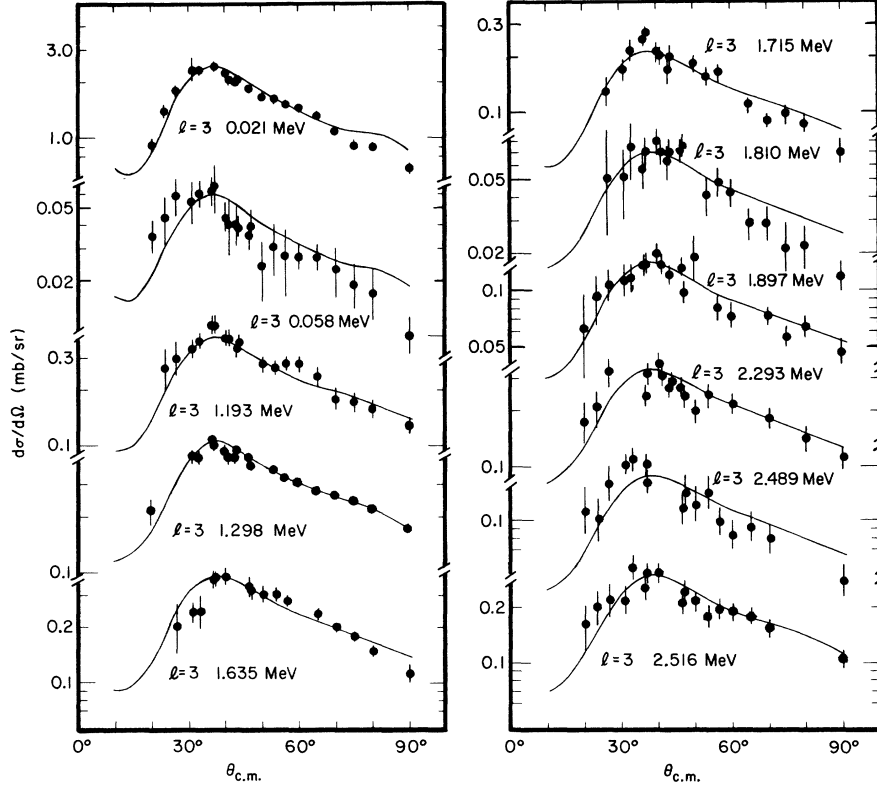 dσ/dΩ (mb/sr)
3.0
1.0
ℓ=3 0.021 MeV
0.05
0.02
ℓ=3 0.058 MeV
0.3
0.1
ℓ=3 1.193 MeV
ℓ=3 1.298 MeV
0.1
0.2
0.1
ℓ=3 1.635 MeV
0° 30° 60° 90°
θc.m.
0.3
0.1
ℓ=3 1.715 MeV
0.05
0.02
ℓ=3 1.810 MeV
0.1
0.05
ℓ=3 1.897 MeV
ℓ=3 2.293 MeV
0.1
ℓ=3 2.489 MeV
0.1
0.2
0.1
ℓ=3 2.516 MeV
0° 30° 60° 90°
θc.m.